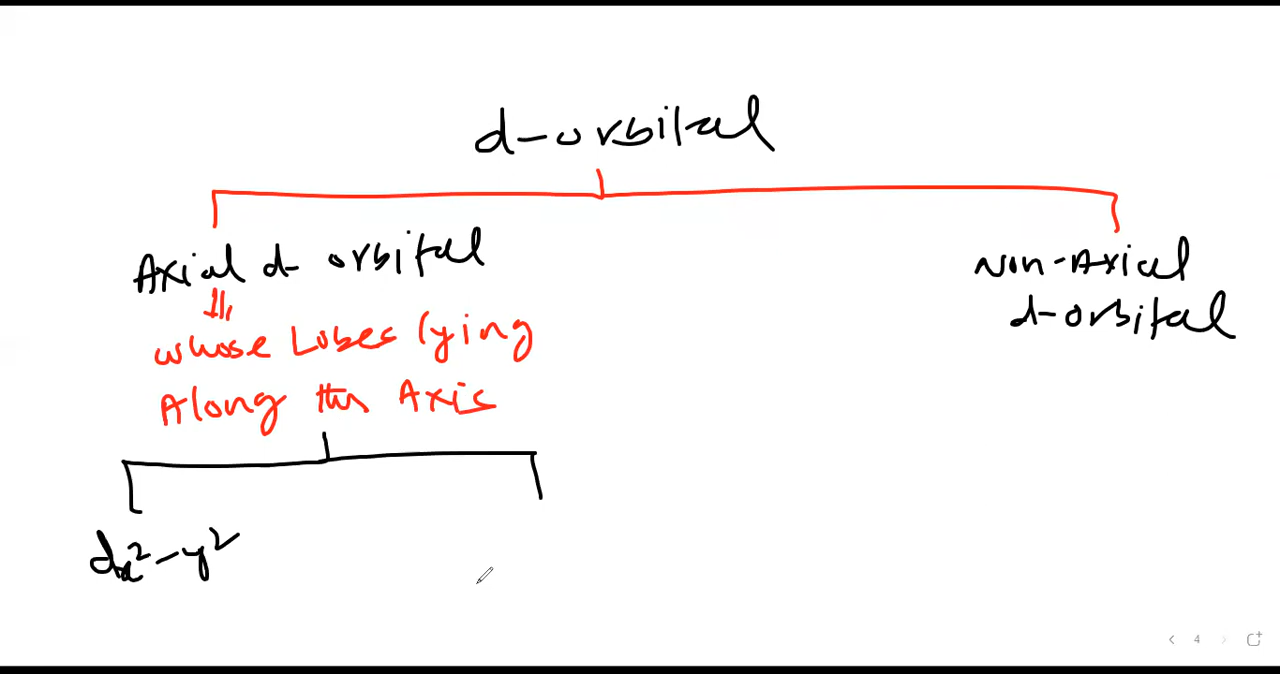 d-orbital
Axial d- orbital
Non-Axial
d-orbital
whose Lobes lying
Along the Axis
dx²-y²
4